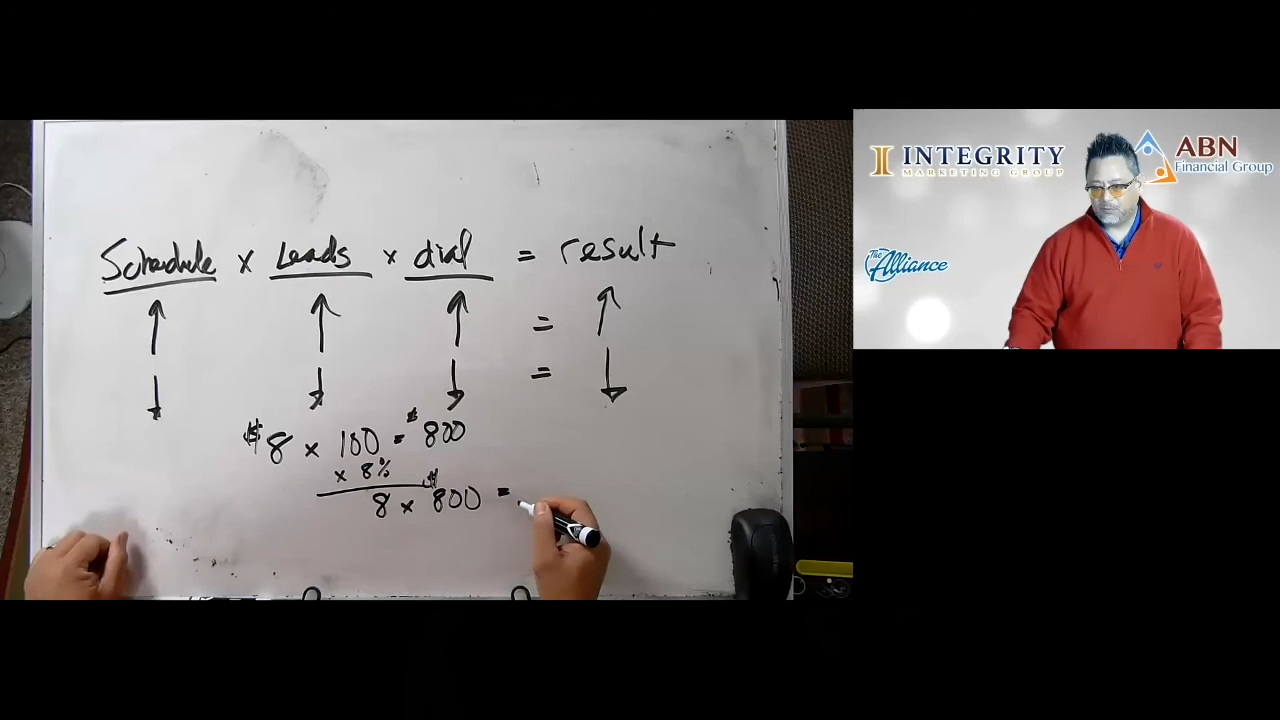 Schedule x Leads x dial = result
=
=
$8 x 100 = $800
x 8%
8 x $800 =
INTEGRITY
MARKETING GROUP
ABN
Financial Group
The Alliance